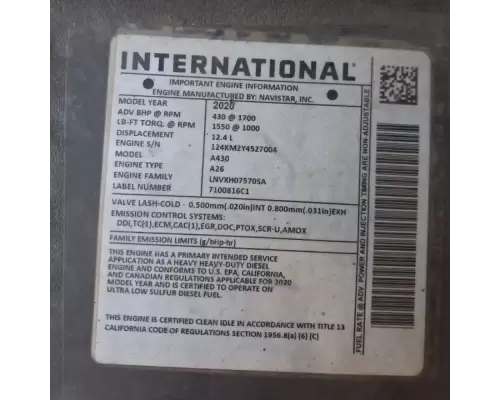 INTERNATIONAL®
IMPORTANT ENGINE INFORMATION
ENGINE MANUFACTURED BY: NAVISTAR, INC.
MODEL YEAR 2020
ADV BHP @ RPM 430 @ 1700
LB-FT TORQ. @ RPM 1550 @ 1000
DISPLACEMENT 12.4 L
ENGINE S/N 124KM2Y4527004
MODEL A430
ENGINE TYPE A26
ENGINE FAMILY LNVXH07570SA
LABEL NUMBER 7100816C1
VALVE LASH-COLD - 0.500mm(.020in)INT 0.800mm(.031in)EXH
EMISSION CONTROL SYSTEMS:
DDI,TC(1),ECM,CAC(1),EGR,DOC,PTOX,SCR-U,AMOX
FAMILY EMISSION LIMITS (g/bhp-hr)
THIS ENGINE HAS A PRIMARY INTENDED SERVICE
APPLICATION AS A HEAVY HEAVY-DUTY DIESEL
ENGINE AND CONFORMS TO U.S. EPA, CALIFORNIA,
AND CANADIAN REGULATIONS APPLICABLE FOR 2020
MODEL YEAR AND IS CERTIFIED TO OPERATE ON
ULTRA LOW SULFUR DIESEL FUEL.
THIS ENGINE IS CERTIFIED CLEAN IDLE IN ACCORDANCE WITH TITLE 13
CALIFORNIA CODE OF REGULATIONS SECTION 1956.8(a) (6) (C)
FUEL RATE @ ADV. POWER AND INJECTION TIMING ARE NON-ADJUSTABLE